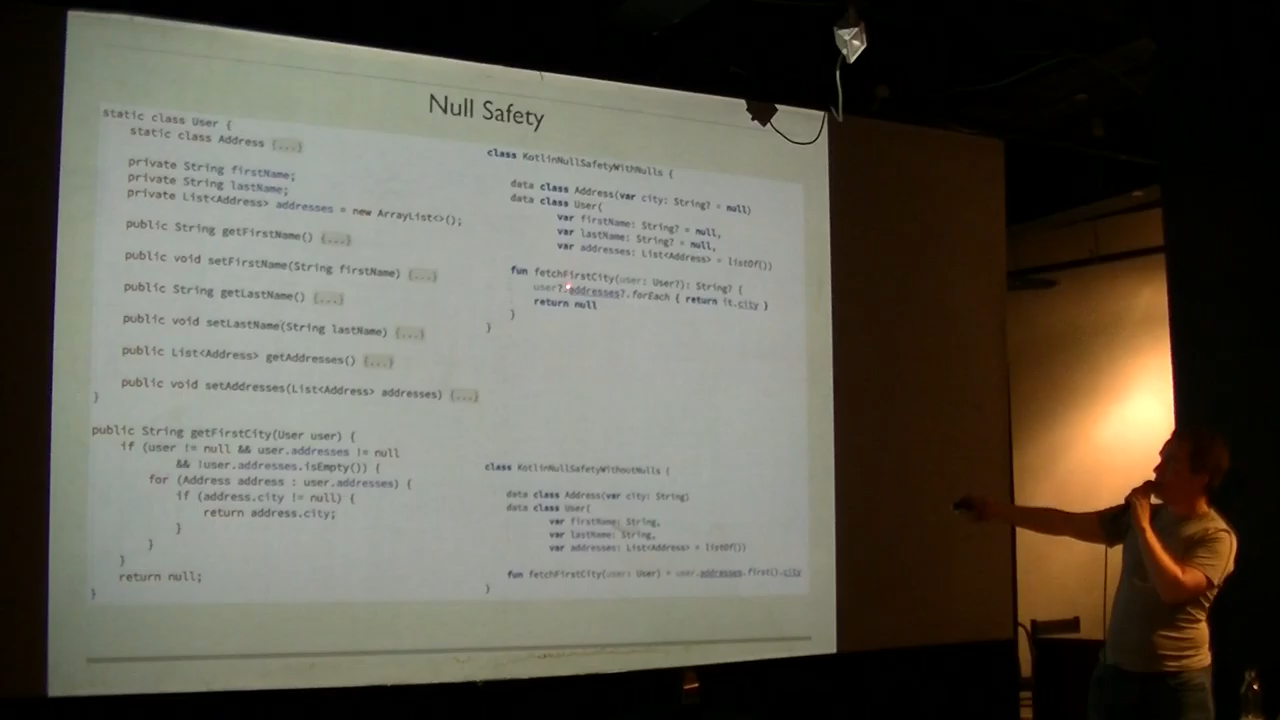 Null Safety
static class User {
static class Address {...}
private String firstName;
private String lastName;
private List<Address> addresses = new ArrayList<>();
public String getFirstName() {...}
public void setFirstName(String firstName) {...}
public String getLastName() {...}
public void setLastName(String lastName) {...}
public List<Address> getAddresses() {...}
public void setAddresses(List<Address> addresses) {...}
}
public String getFirstCity(User user) {
if (user != null && user.addresses != null
&& !user.addresses.isEmpty()) {
for (Address address : user.addresses) {
if (address.city != null) {
return address.city;
}
}
}
return null;
}
class KotlinNullSafetyWithNulls {
data class Address(var city: String? = null)
data class User(
var firstName: String? = null,
var lastName: String? = null,
var addresses: List<Address> = listOf())
fun fetchFirstCity(user: User?): String? {
user?.addresses?.forEach { return it.city }
return null
}
}
class KotlinNullSafetyWithoutNulls {
data class Address(var city: String)
data class User(
var firstName: String,
var lastName: String,
var addresses: List<Address> = listOf())
fun fetchFirstCity(user: User) = user.addresses.first().city
}